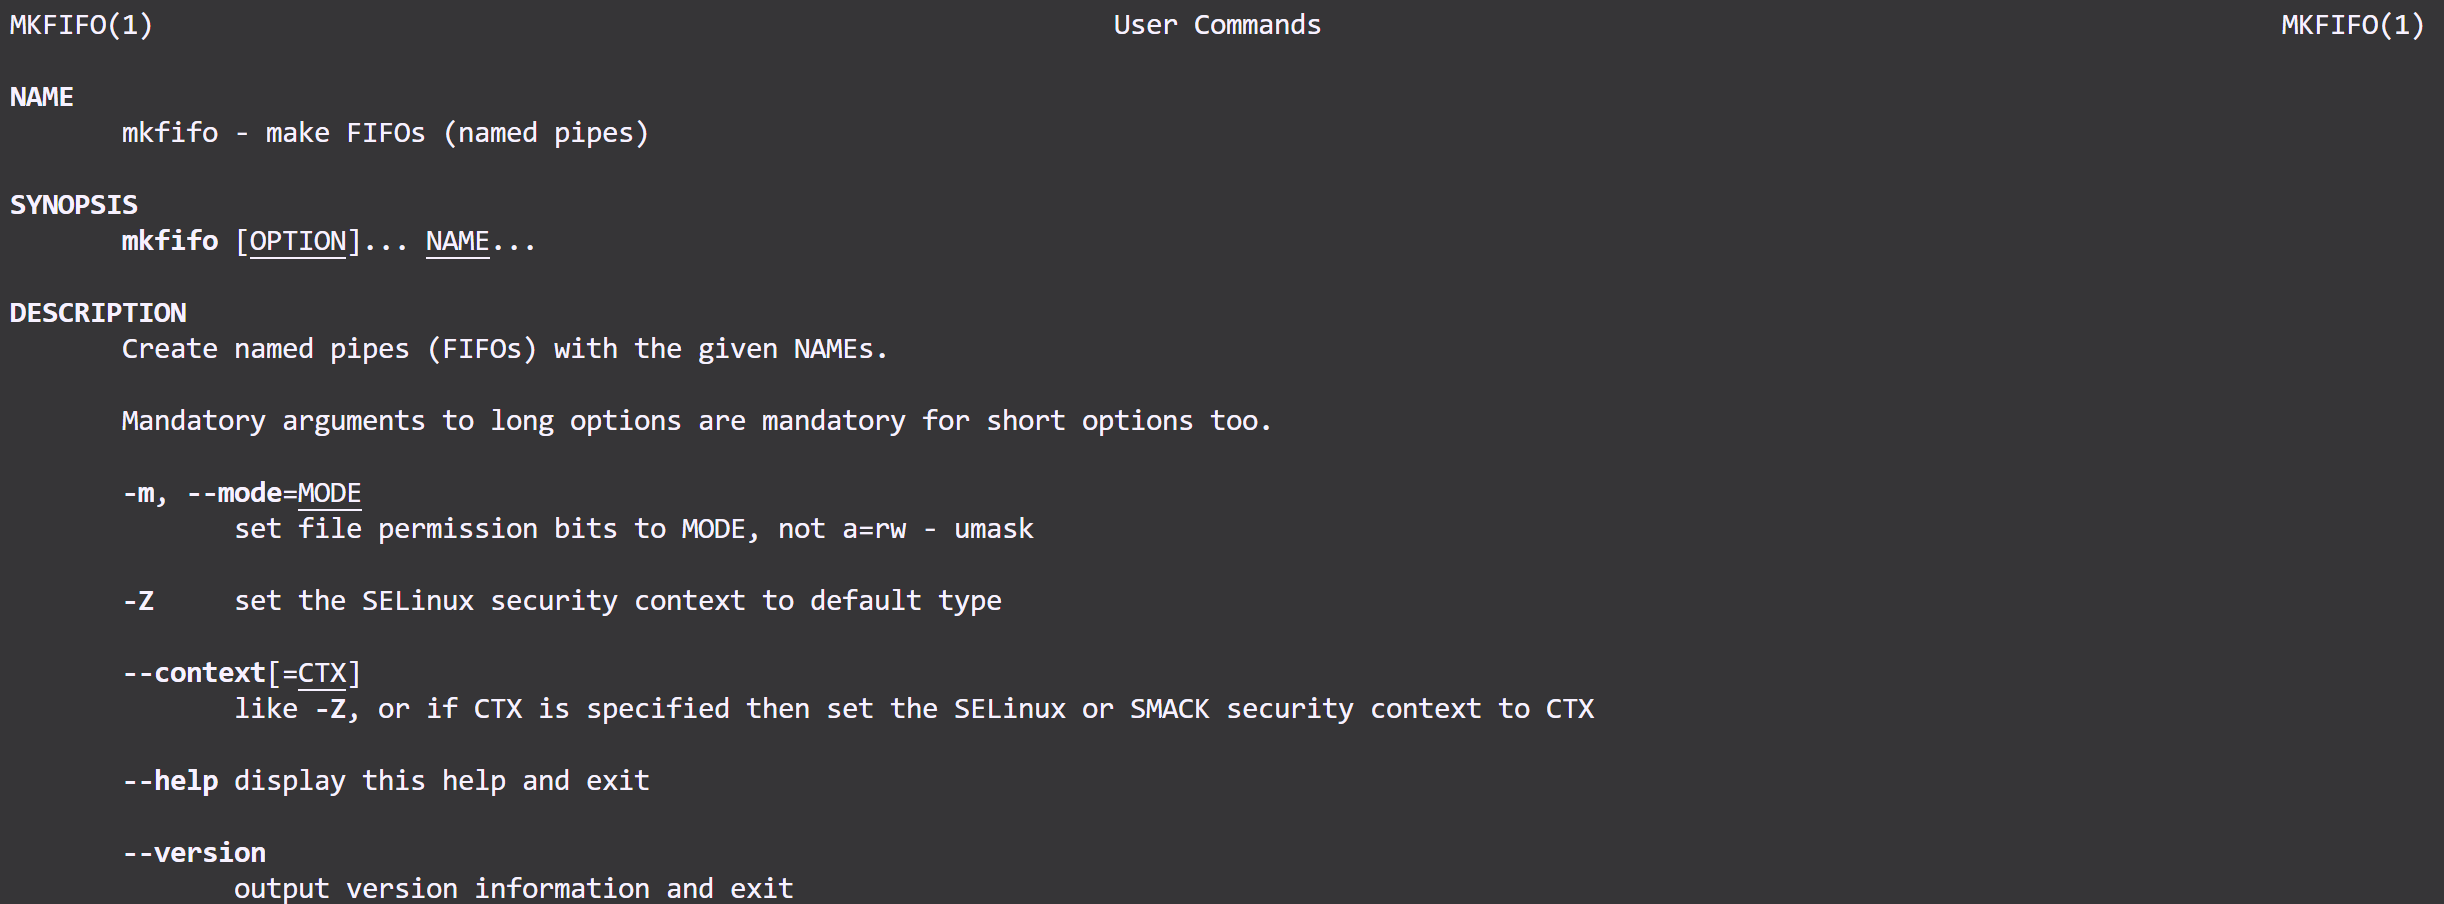 MKFIFO(1) User Commands MKFIFO(1)
NAME
mkfifo - make FIFOs (named pipes)
SYNOPSIS
mkfifo [OPTION]... NAME...
DESCRIPTION
Create named pipes (FIFOs) with the given NAMEs.
Mandatory arguments to long options are mandatory for short options too.
-m, --mode=MODE
set file permission bits to MODE, not a=rw - umask
-Z set the SELinux security context to default type
--context[=CTX]
like -Z, or if CTX is specified then set the SELinux or SMACK security context to CTX
--help display this help and exit
--version
output version information and exit